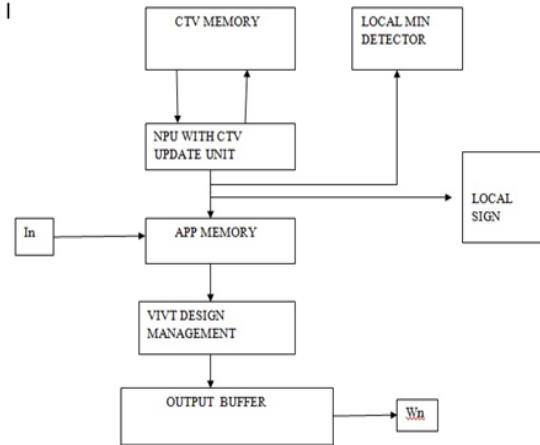 I
CTV MEMORY
LOCAL MIN
DETECTOR
NPU WITH CTV
UPDATE UNIT
LOCAL
SIGN
In
APP MEMORY
VIVT DESIGN
MANAGEMENT
OUTPUT BUFFER
Wn